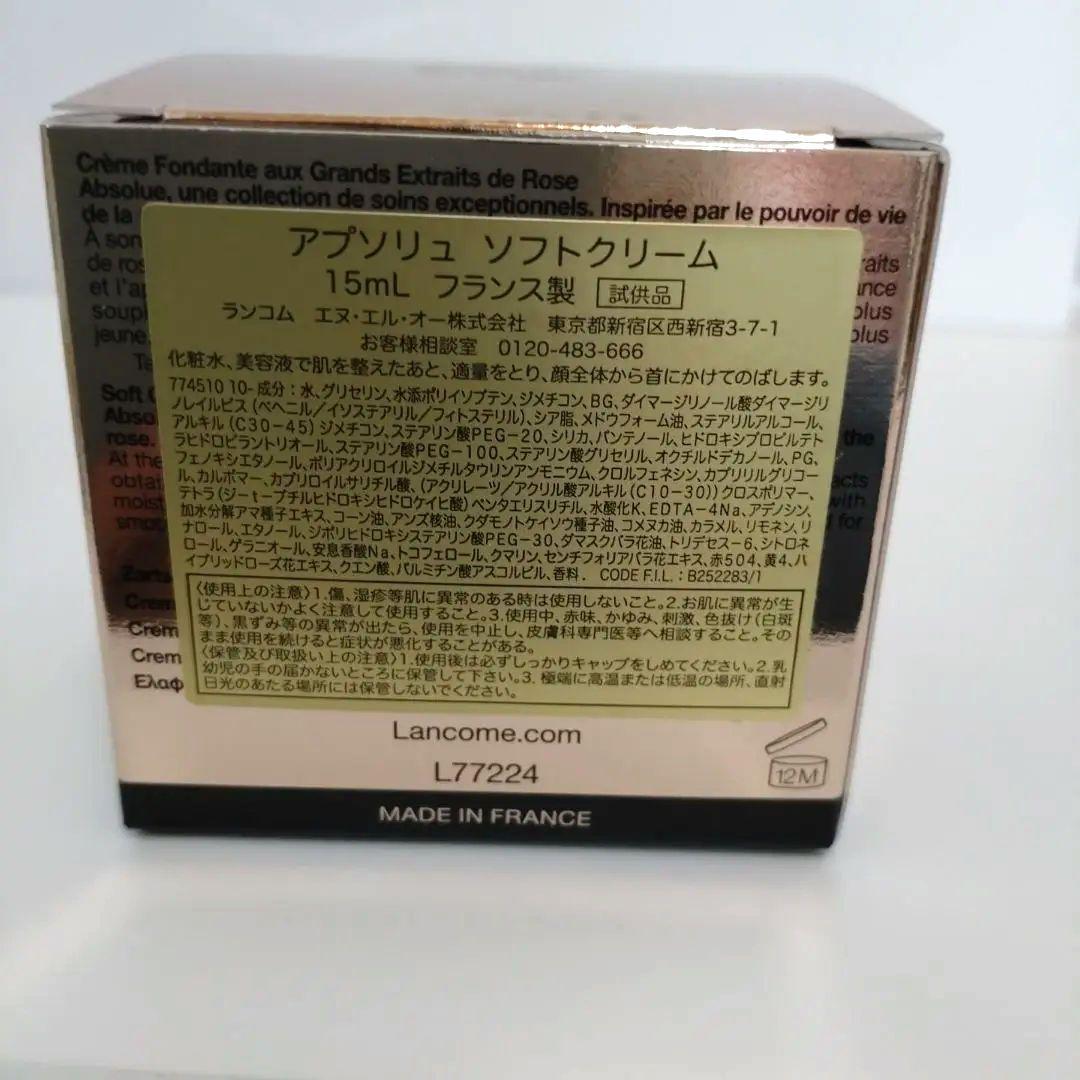 Crème Fondante aux Grands Extraits de Rose
Absolue, une collection de soins exceptionnels. Inspirée par le pouvoir de vie
de la
À son
de ros
raits
et l'ap
ance
soupl
plus
jeune
olus
Te
アプソリュ ソフトクリーム
15mL フランス製 試供品
ランコム エヌ・エル・オー株式会社 東京都新宿区西新宿3-7-1
お客様相談室 0120-483-666
化粧水、美容液で肌を整えたあと、適量をとり、顔全体から首にかけてのばします。
774510 10- 成分：水、グリセリン、水添ポリイソブテン、ジメチコン、BG、ダイマージリノール酸ダイマージリ
ノレイルビス（ベヘニル／イソステアリル／フィトステリル）、シア脂、メドウフォーム油、ステアリルアルコール、
アルキル（C30-45）ジメチコン、ステアリン酸PEG-20、シリカ、パンテノール、ヒドロキシプロピルテト
ラヒドロピラントリオール、ステアリン酸PEG-100、ステアリン酸グリセリル、オクチルドデカノール、PG、
フェノキシエタノール、ポリアクリロイルジメチルタウリンアンモニウム、クロルフェネシン、カプリリルグリコー
ル、カルボマー、カプリロイルサリチル酸、（アクリレーツ／アクリル酸アルキル（C10-30））クロスポリマー、
テトラ（ジ-t-ブチルヒドロキシヒドロケイヒ酸）ペンタエリスリチル、水酸化K、EDTA-4Na、アデノシン、
加水分解アマ種子エキス、コーン油、アンズ核油、クダモノトケイソウ種子油、コメヌカ油、カラメル、リモネン、リ
ナロール、エタノール、ジポリヒドロキシステアリン酸PEG-30、ダマスクバラ花油、トリデセス-6、シトロネ
ロール、ゲラニオール、安息香酸Na、トコフェロール、クマリン、センチフォリアバラ花エキス、赤504、黄4、ハ
イブリッドローズ花エキス、クエン酸、パルミチン酸アスコルビル、香料. CODE F.I.L.：B252283/1
〈使用上の注意〉1.傷、湿疹等肌に異常のある時は使用しないこと。2.お肌に異常が生
じていないかよく注意して使用すること。3.使用中、赤味、かゆみ、刺激、色抜け（白斑
等）、黒ずみ等の異常が出たら、使用を中止し、皮膚科専門医等へ相談すること。その
まま使用を続けると症状が悪化することがある。
〈保管及び取扱い上の注意〉1.使用後は必ずしっかりキャップをしめてください。2.乳
幼児の手の届かないところに保管して下さい。3. 極端に高温または低温の場所、直射
日光のあたる場所には保管しないでください。
Soft C
Abso
rose.
the
At the
obta
acts
moist
with
smo
d for
Zarts
Crem
Crem
Crem
Ελαφ
Lancome.com
L77224
12M
MADE IN FRANCE